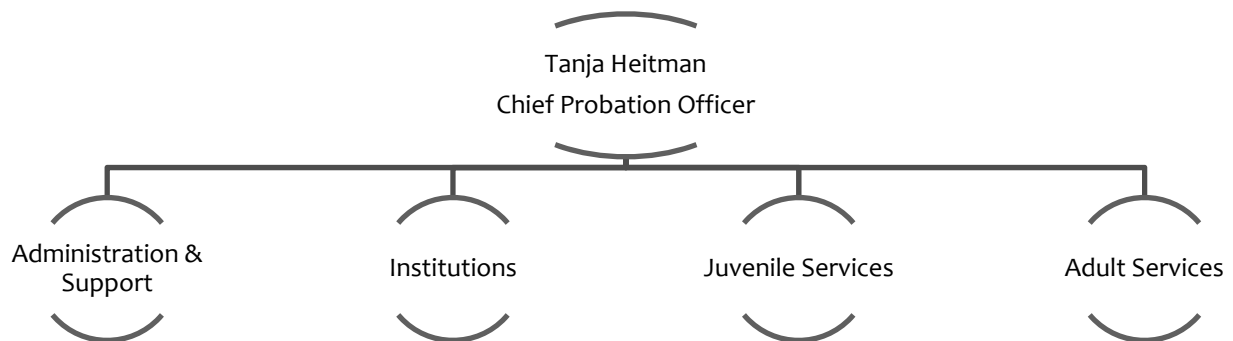 Tanja Heitman
Chief Probation Officer
Administration &
Support
Institutions
Juvenile Services
Adult Services